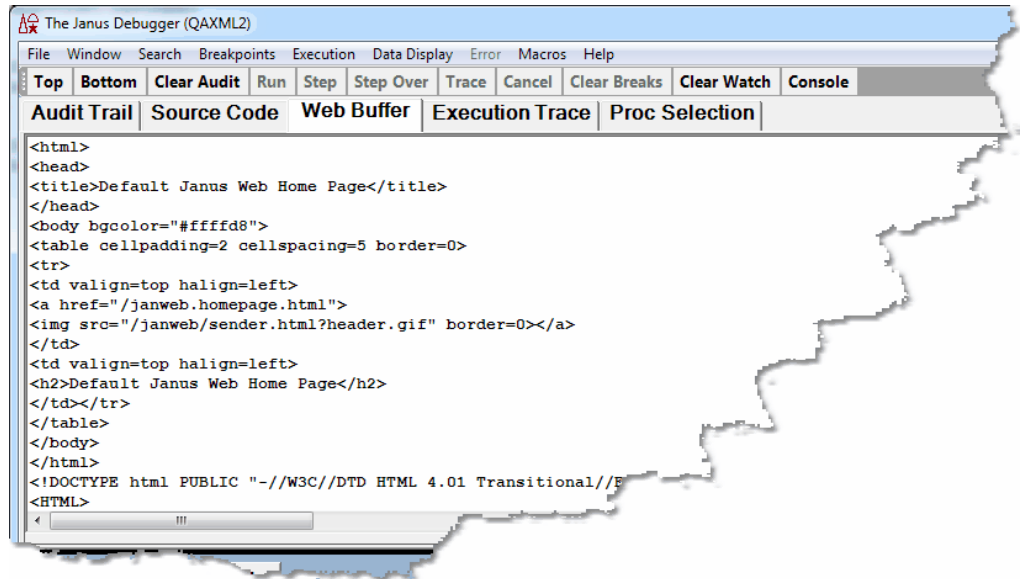 The Janus Debugger (QAXML2)
File Window Search Breakpoints Execution Data Display Error Macros Help
Top Bottom Clear Audit Run Step Step Over Trace Cancel Clear Breaks Clear Watch Console
Audit Trail Source Code Web Buffer Execution Trace Proc Selection
<html>
<head>
<title>Default Janus Web Home Page</title>
</head>
<body bgcolor="#ffffd8">
<table cellpadding=2 cellspacing=5 border=0>
<tr>
<td valign=top halign=left>
<a href="/janweb.homepage.html">
<img src="/janweb/sender.html?header.gif" border=0></a>
</td>
<td valign=top halign=left>
<h2>Default Janus Web Home Page</h2>
</td></tr>
</table>
</body>
</html>
<!DOCTYPE html PUBLIC "-//W3C//DTD HTML 4.01 Transitional//
<HTML>